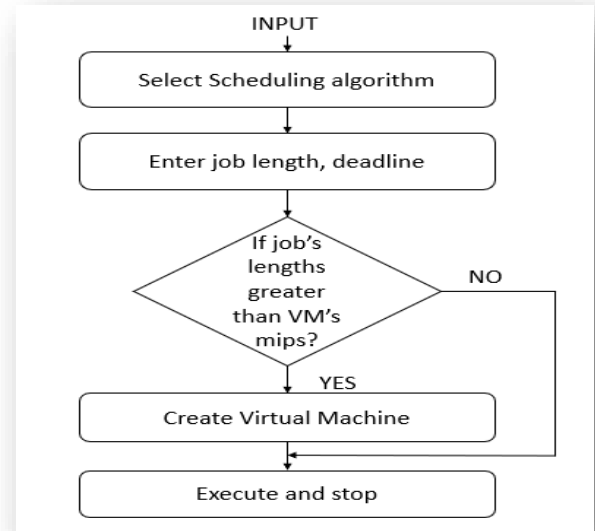 INPUT
Select Scheduling algorithm
Enter job length, deadline
If job's
lengths
greater
than VM's
mips?
NO
YES
Create Virtual Machine
Execute and stop